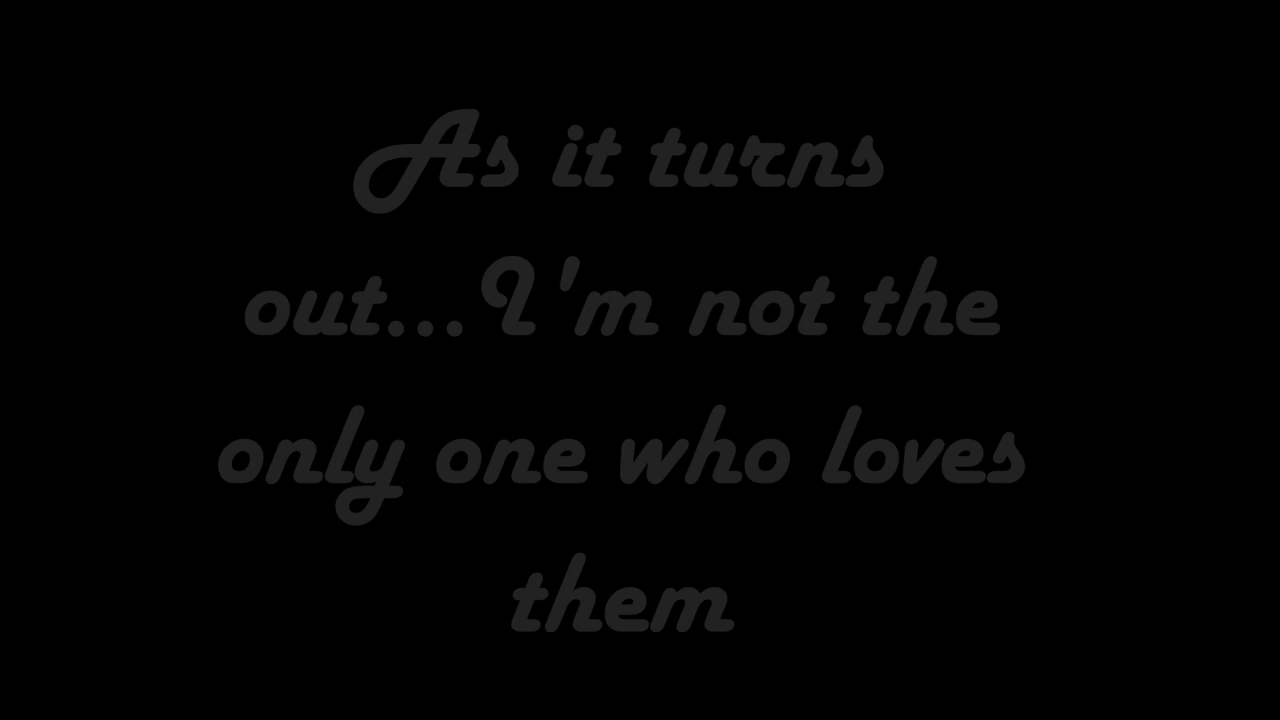 As it turns
out...I'm not the
only one who loves
them